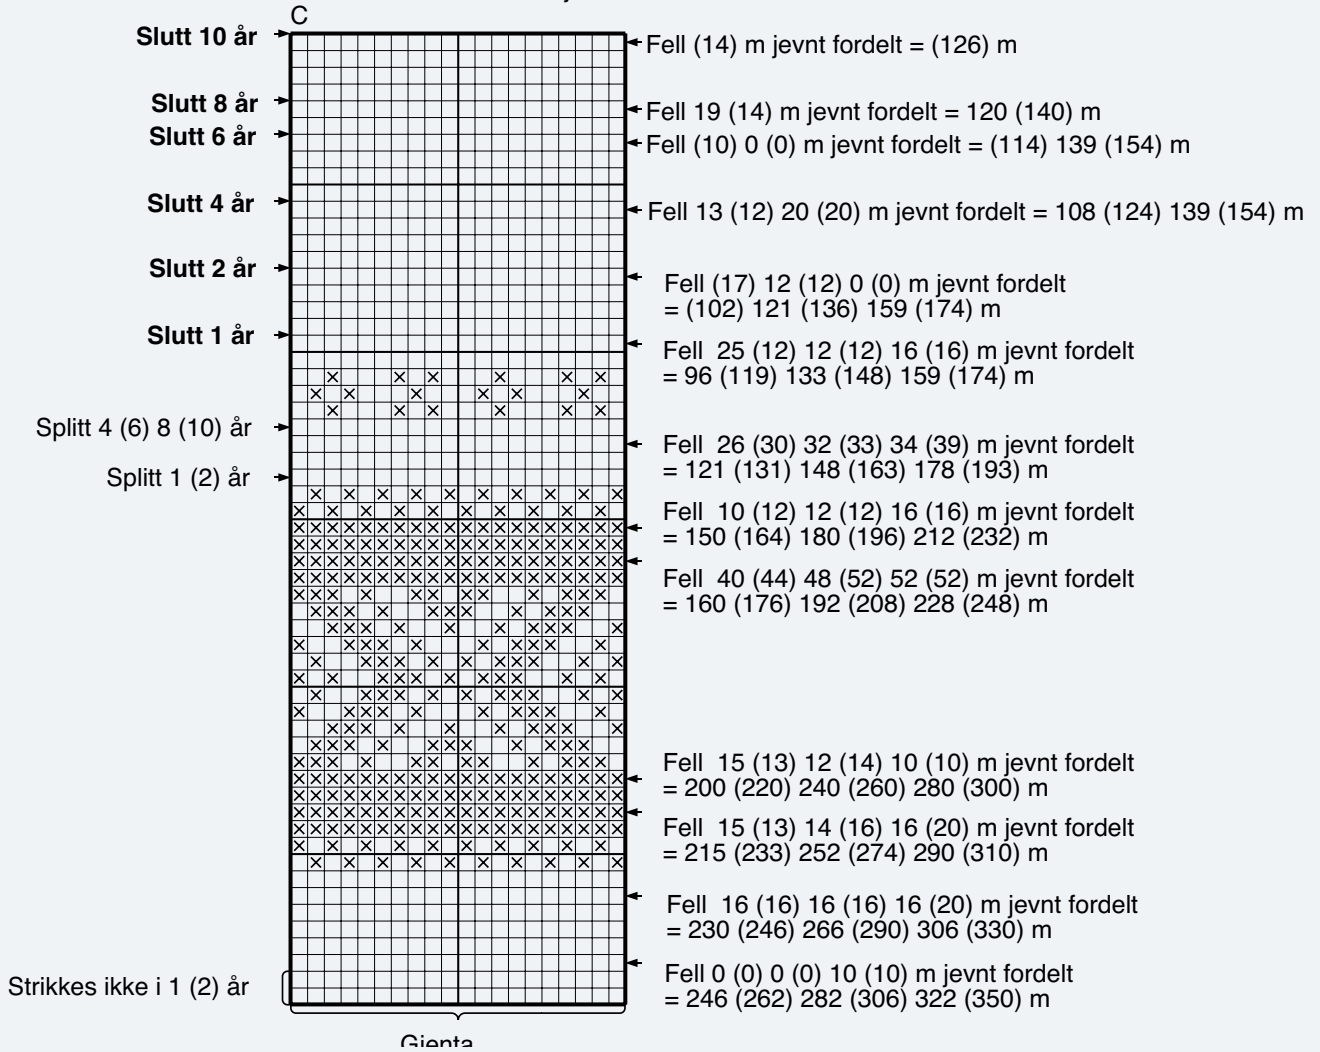 C
Slutt 10 år
Fell (14) m jevnt fordelt = (126) m
Slutt 8 år
Fell 19 (14) m jevnt fordelt = 120 (140) m
Slutt 6 år
Fell (10) 0 (0) m jevnt fordelt = (114) 139 (154) m
Slutt 4 år
Fell 13 (12) 20 (20) m jevnt fordelt = 108 (124) 139 (154) m
Slutt 2 år
Fell (17) 12 (12) 0 (0) m jevnt fordelt
= (102) 121 (136) 159 (174) m
Slutt 1 år
Fell 25 (12) 12 (12) 16 (16) m jevnt fordelt
= 96 (119) 133 (148) 159 (174) m
Splitt 4 (6) 8 (10) år
Fell 26 (30) 32 (33) 34 (39) m jevnt fordelt
= 121 (131) 148 (163) 178 (193) m
Splitt 1 (2) år
Fell 10 (12) 12 (12) 16 (16) m jevnt fordelt
= 150 (164) 180 (196) 212 (232) m
Fell 40 (44) 48 (52) 52 (52) m jevnt fordelt
= 160 (176) 192 (208) 228 (248) m
Fell 15 (13) 12 (14) 10 (10) m jevnt fordelt
= 200 (220) 240 (260) 280 (300) m
Fell 15 (13) 14 (16) 16 (20) m jevnt fordelt
= 215 (233) 252 (274) 290 (310) m
Fell 16 (16) 16 (16) 16 (20) m jevnt fordelt
= 230 (246) 266 (290) 306 (330) m
Strikkes ikke i 1 (2) år
Fell 0 (0) 0 (0) 10 (10) m jevnt fordelt
= 246 (262) 282 (306) 322 (350) m
Gjenta